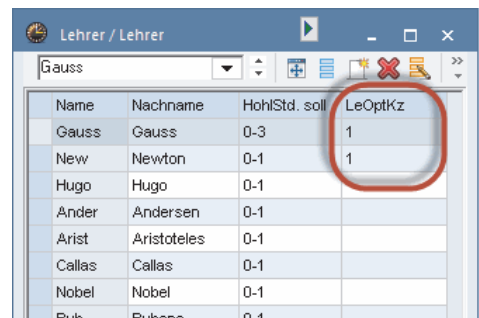 Lehrer / Lehrer
Gauss
Name Nachname HohlStd. soll LeOptKz
Gauss Gauss 0-3 1
New Newton 0-1 1
Hugo Hugo 0-1
Ander Andersen 0-1
Arist Aristoteles 0-1
Callas Callas 0-1
Nobel Nobel 0-1